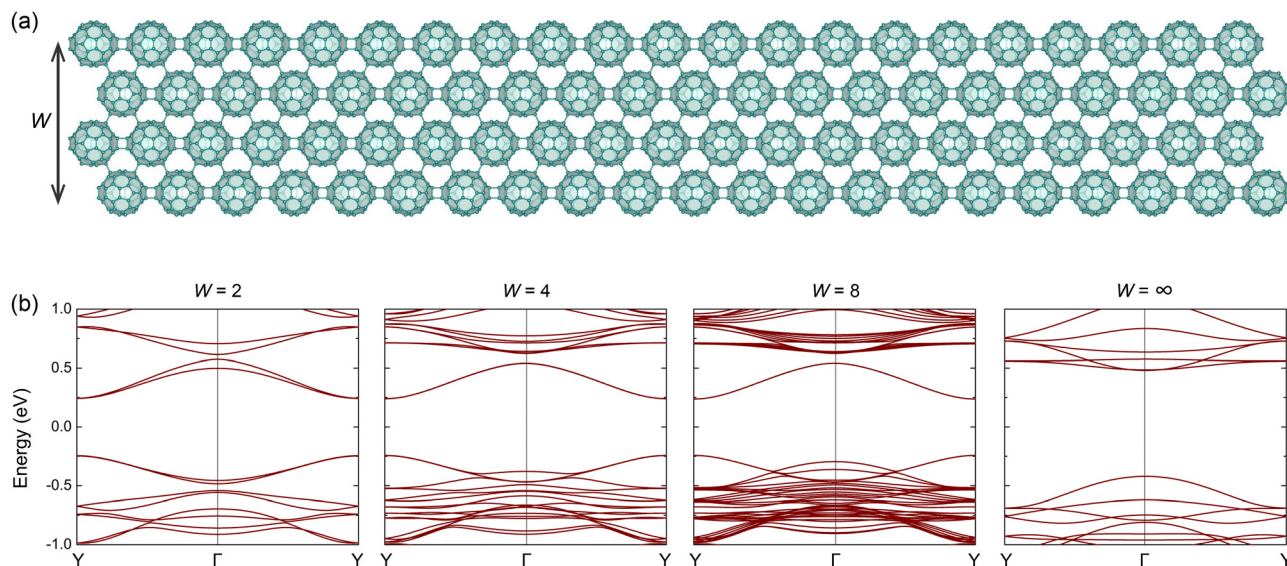 (a)
W
(b)
W = 2
W = 4
W = 8
W = ∞
Energy (eV)
1.0
0.5
0.0
-0.5
-1.0
Y Γ Y
Y Γ Y
Y Γ Y
Y Γ Y